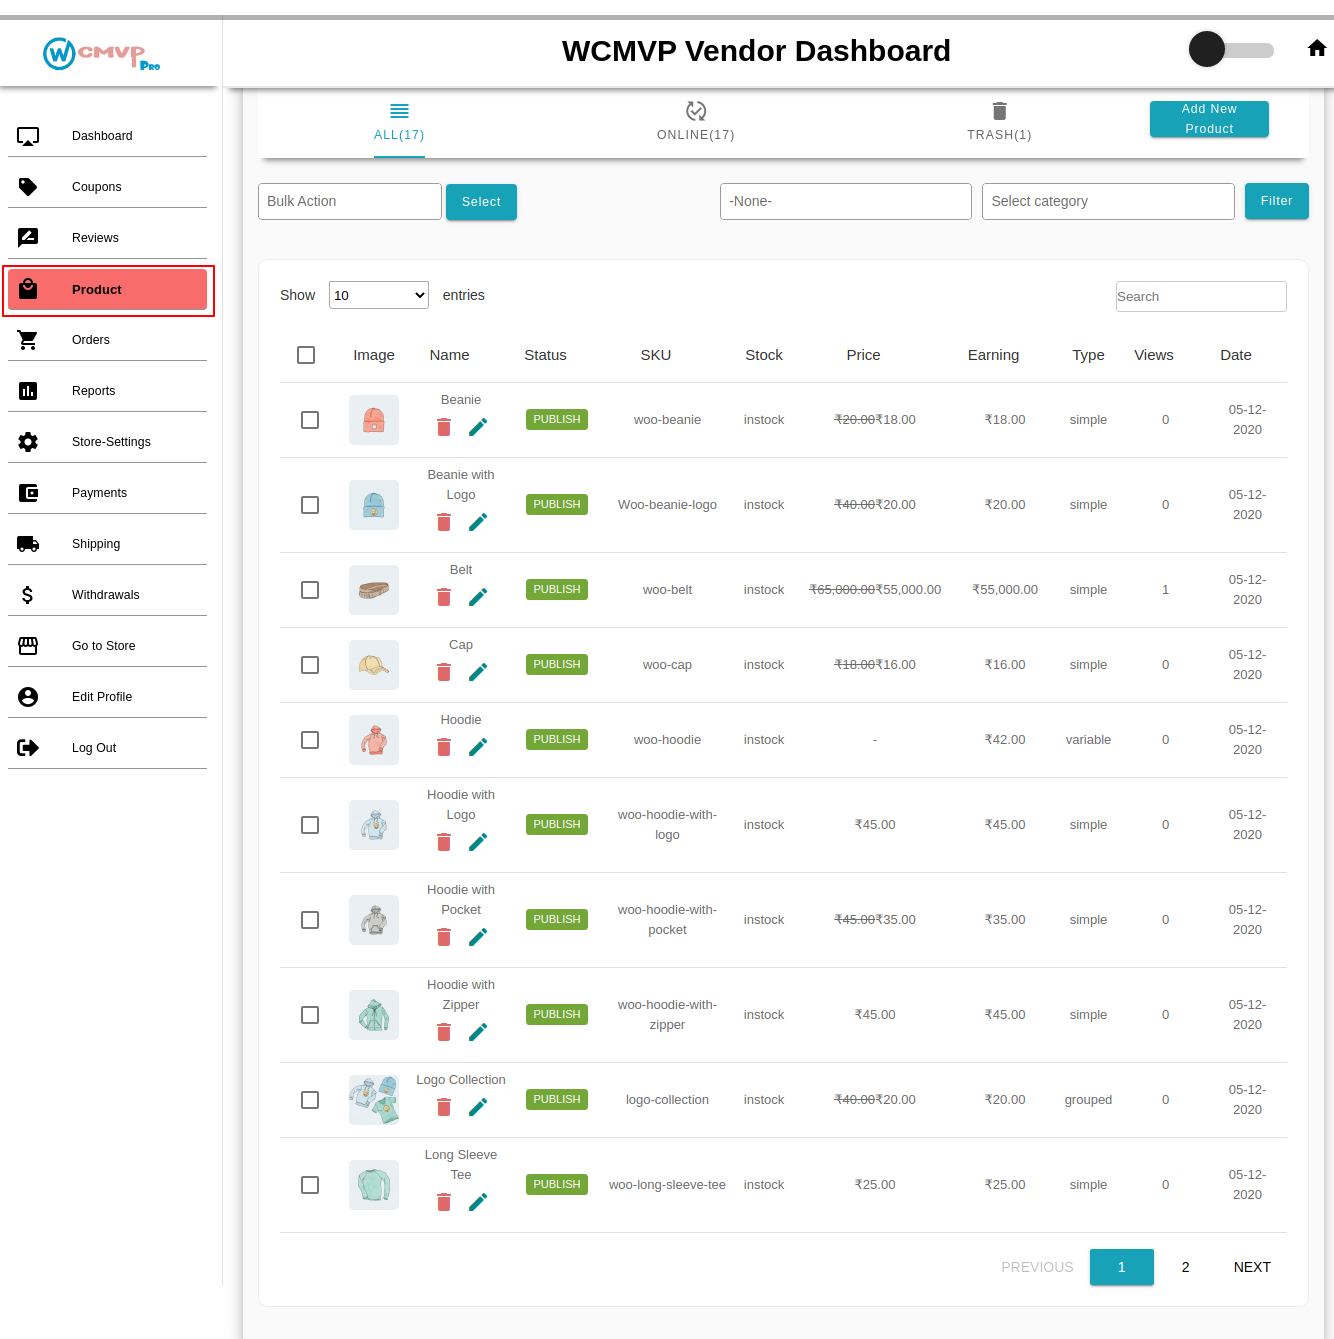 WCMVP Pro
WCMVP Vendor Dashboard
Dashboard
Coupons
Reviews
Product
Orders
Reports
Store-Settings
Payments
Shipping
Withdrawals
Go to Store
Edit Profile
Log Out
ALL(17)
ONLINE(17)
TRASH(1)
Add New
Product
Bulk Action
Select
-None-
Select category
Filter
Show 10 entries
Search
Image Name Status SKU Stock Price Earning Type Views Date
Beanie
PUBLISH woo-beanie instock ₹20.00₹18.00 ₹18.00 simple 0 05-12-
2020
Beanie with
Logo
PUBLISH Woo-beanie-logo instock ₹40.00₹20.00 ₹20.00 simple 0 05-12-
2020
Belt
PUBLISH woo-belt instock ₹65,000.00₹55,000.00 ₹55,000.00 simple 1 05-12-
2020
Cap
PUBLISH woo-cap instock ₹18.00₹16.00 ₹16.00 simple 0 05-12-
2020
Hoodie
PUBLISH woo-hoodie instock - ₹42.00 variable 0 05-12-
2020
Hoodie with
Logo
PUBLISH woo-hoodie-with-
logo
instock ₹45.00 ₹45.00 simple 0 05-12-
2020
Hoodie with
Pocket
PUBLISH woo-hoodie-with-
pocket
instock ₹45.00₹35.00 ₹35.00 simple 0 05-12-
2020
Hoodie with
Zipper
PUBLISH woo-hoodie-with-
zipper
instock ₹45.00 ₹45.00 simple 0 05-12-
2020
Logo Collection
PUBLISH logo-collection instock ₹40.00₹20.00 ₹20.00 grouped 0 05-12-
2020
Long Sleeve
Tee
PUBLISH woo-long-sleeve-tee instock ₹25.00 ₹25.00 simple 0 05-12-
2020
PREVIOUS 1 2 NEXT